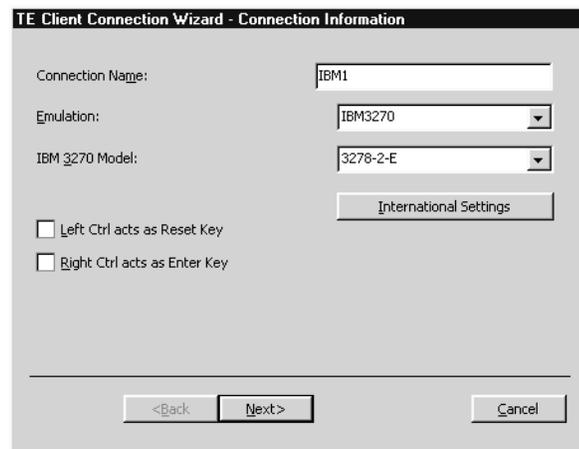 TE Client Connection Wizard - Connection Information
Connection Name: IBM1
Emulation: IBM3270
IBM 3270 Model: 3278-2-E
International Settings
Left Ctrl acts as Reset Key
Right Ctrl acts as Enter Key
<Back Next> Cancel